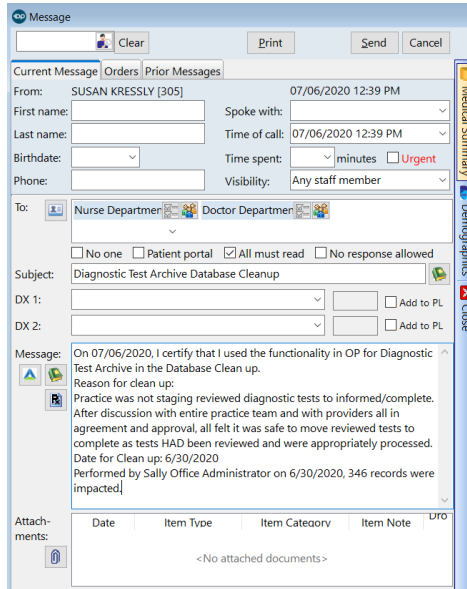 Message
Clear Print Send Cancel
Current Message Orders Prior Messages
From: SUSAN KRESSLY [305] 07/06/2020 12:39 PM
First name: Spoke with:
Last name: Time of call: 07/06/2020 12:39 PM
Birthdate: Time spent: minutes Urgent
Phone: Visibility: Any staff member
To: Nurse Departmen Doctor Departmen
No one Patient portal All must read No response allowed
Subject: Diagnostic Test Archive Database Cleanup
DX 1: Add to PL
DX 2: Add to PL
Message: On 07/06/2020, I certify that I used the functionality in OP for Diagnostic
Test Archive in the Database Clean up.
Reason for clean up:
Practice was not staging reviewed diagnostic tests to informed/complete.
After discussion with entire practice team and with providers all in
agreement and approval, all felt it was safe to move reviewed tests to
complete as tests HAD been reviewed and were appropriately processed.
Date for Clean up: 6/30/2020
Performed by Sally Office Administrator on 6/30/2020, 346 records were
impacted.
Attach-
ments:
Date Item Type Item Category Item Note Dro
<No attached documents>
Medical Summary
Demographics
Close